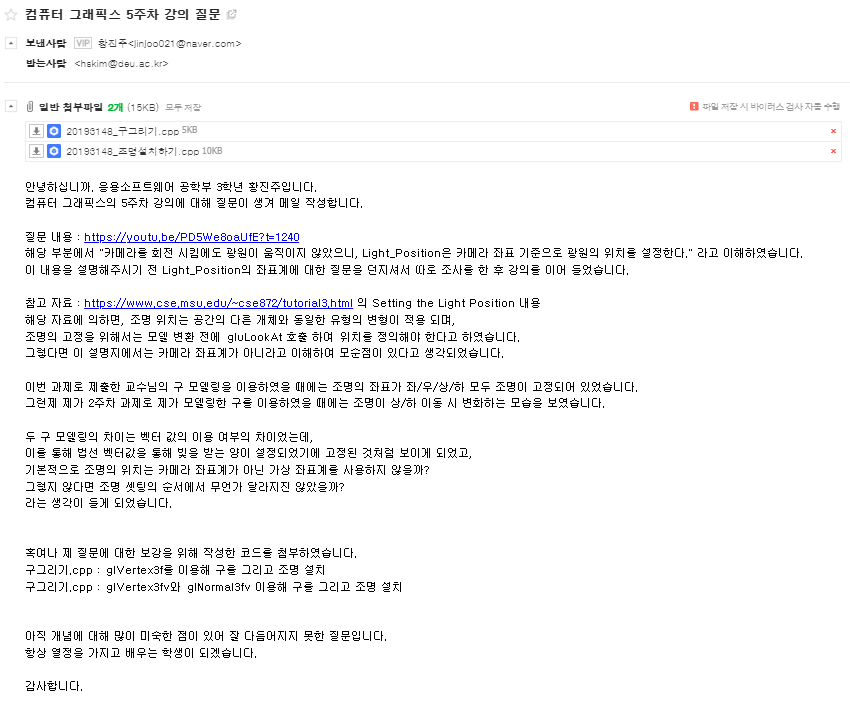 컴퓨터 그래픽스 5주차 강의 질문
보낸사람 VIP 황진주<jinjoo021@naver.com>
받는사람 <hskim@deu.ac.kr>
일반 첨부파일 2개 (15KB) 모두 저장
파일 저장 시 바이러스 검사 자동 수행
20193148_구그리기.cpp 5KB
20193148_조명설치하기.cpp 10KB
안녕하십니까. 응용소프트웨어 공학부 3학년 황진주입니다.
컴퓨터 그래픽스의 5주차 강의에 대해 질문이 생겨 메일 작성합니다.
질문 내용 : https://youtu.be/PD5We8oaUfE?t=1240
해당 부분에서 "카메라를 회전 시킴에도 광원이 움직이지 않았으니, Light_Position은 카메라 좌표 기준으로 광원의 위치를 설정한다." 라고 이해하였습니다.
이 내용을 설명해주시기 전 Light_Position의 좌표계에 대한 질문을 던지셔서 따로 조사를 한 후 강의를 이어 들었습니다.
참고 자료 : https://www.cse.msu.edu/~cse872/tutorial3.html 의 Setting the Light Position 내용
해당 자료에 의하면, 조명 위치는 공간의 다른 개체와 동일한 유형의 변형이 적용 되며,
조명의 고정을 위해서는 모델 변환 전에 gluLookAt 호출 하여 위치를 정의해야 한다고 하였습니다.
그렇다면 이 설명지에서는 카메라 좌표계가 아니라고 이해하여 모순점이 있다고 생각되었습니다.
이번 과제로 제출한 교수님의 구 모델링을 이용하였을 때에는 조명의 좌표가 좌/우/상/하 모두 조명이 고정되어 있었습니다.
그런제 제가 2주차 과제로 제가 모델링한 구를 이용하였을 때에는 조명이 상/하 이동 시 변화하는 모습을 보였습니다.
두 구 모델링의 차이는 벡터 값의 이용 여부의 차이였는데,
이를 통해 법선 벡터값을 통해 빛을 받는 양이 설정되었기에 고정된 것처럼 보이게 되었고,
기본적으로 조명의 위치는 카메라 좌표계가 아닌 가상 좌표계를 사용하지 않을까?
그렇지 않다면 조명 셋팅의 순서에서 무언가 달라지진 않았을까?
라는 생각이 들게 되었습니다.
혹여나 제 질문에 대한 보강을 위해 작성한 코드를 첨부하였습니다.
구그리기.cpp : glVertex3f를 이용해 구를 그리고 조명 설치
구그리기.cpp : glVertex3fv와 glNormal3fv 이용해 구를 그리고 조명 설치
아직 개념에 대해 많이 미숙한 점이 있어 잘 다듬어지지 못한 질문입니다.
항상 열정을 가지고 배우는 학생이 되겠습니다.
감사합니다.